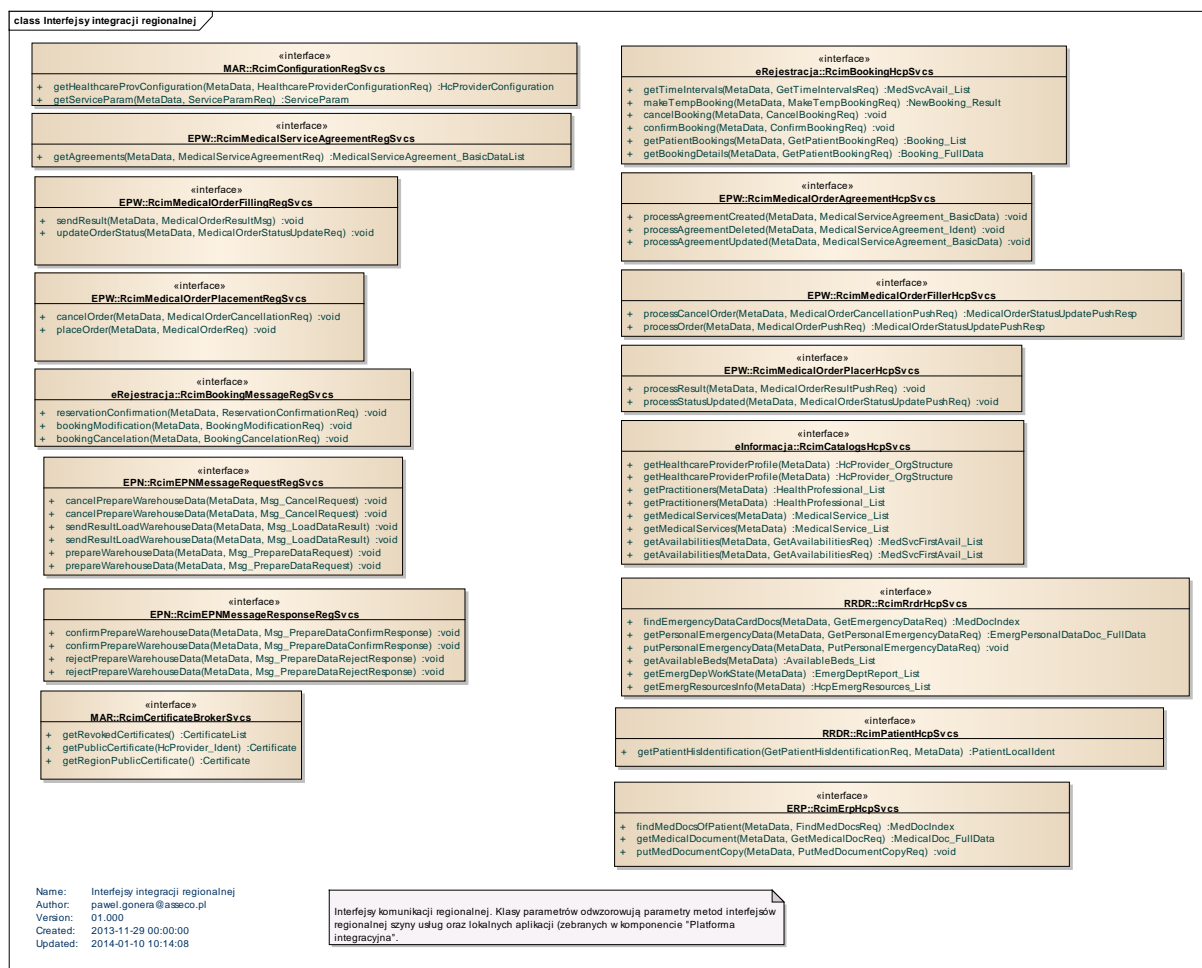 class Interfejsy integracji regionalnej
«interface»
MAR::RcimConfigurationRegSvcs
+ getHealthcareProvConfiguration(MetaData, HealthcareProviderConfigurationReq) :HcProviderConfiguration
+ getServiceParam(MetaData, ServiceParamReq) :ServiceParam
«interface»
EPW::RcimMedicalServiceAgreementRegSvcs
+ getAgreements(MetaData, MedicalServiceAgreementReq) :MedicalServiceAgreement_BasicDataList
«interface»
EPW::RcimMedicalOrderFillingRegSvcs
+ sendResult(MetaData, MedicalOrderResultMsg) :void
+ updateOrderStatus(MetaData, MedicalOrderStatusUpdateReq) :void
«interface»
EPW::RcimMedicalOrderPlacementRegSvcs
+ cancelOrder(MetaData, MedicalOrderCancellationReq) :void
+ placeOrder(MetaData, MedicalOrderReq) :void
«interface»
eRejestracja::RcimBookingMessageRegSvcs
+ reservationConfirmation(MetaData, ReservationConfirmationReq) :void
+ bookingModification(MetaData, BookingModificationReq) :void
+ bookingCancelation(MetaData, BookingCancelationReq) :void
«interface»
EPN::RcimEPNMessageRequestRegSvcs
+ cancelPrepareWarehouseData(MetaData, Msg_CancelRequest) :void
+ cancelPrepareWarehouseData(MetaData, Msg_CancelRequest) :void
+ sendResultLoadWarehouseData(MetaData, Msg_LoadDataResult) :void
+ sendResultLoadWarehouseData(MetaData, Msg_LoadDataResult) :void
+ prepareWarehouseData(MetaData, Msg_PrepareDataRequest) :void
+ prepareWarehouseData(MetaData, Msg_PrepareDataRequest) :void
«interface»
EPN::RcimEPNMessageResponseRegSvcs
+ confirmPrepareWarehouseData(MetaData, Msg_PrepareDataConfirmResponse) :void
+ confirmPrepareWarehouseData(MetaData, Msg_PrepareDataConfirmResponse) :void
+ rejectPrepareWarehouseData(MetaData, Msg_PrepareDataRejectResponse) :void
+ rejectPrepareWarehouseData(MetaData, Msg_PrepareDataRejectResponse) :void
«interface»
MAR::RcimCertificateBrokerSvcs
+ getRevokedCertificates() :CertificateList
+ getPublicCertificate(HcProvider_Ident) :Certificate
+ getRegionPublicCertificate() :Certificate
«interface»
eRejestracja::RcimBookingHcpSvcs
+ getTimeIntervals(MetaData, GetTimeIntervalsReq) :MedSvcAvail_List
+ makeTempBooking(MetaData, MakeTempBookingReq) :NewBooking_Result
+ cancelBooking(MetaData, CancelBookingReq) :void
+ confirmBooking(MetaData, ConfirmBookingReq) :void
+ getPatientBookings(MetaData, GetPatientBookingReq) :Booking_List
+ getBookingDetails(MetaData, GetPatientBookingReq) :Booking_FullData
«interface»
EPW::RcimMedicalOrderAgreementHcpSvcs
+ processAgreementCreated(MetaData, MedicalServiceAgreement_BasicData) :void
+ processAgreementDeleted(MetaData, MedicalServiceAgreement_Ident) :void
+ processAgreementUpdated(MetaData, MedicalServiceAgreement_BasicData) :void
«interface»
EPW::RcimMedicalOrderFillerHcpSvcs
+ processCancelOrder(MetaData, MedicalOrderCancellationPushReq) :MedicalOrderStatusUpdatePushResp
+ processOrder(MetaData, MedicalOrderPushReq) :MedicalOrderStatusUpdatePushResp
«interface»
EPW::RcimMedicalOrderPlacerHcpSvcs
+ processResult(MetaData, MedicalOrderResultPushReq) :void
+ processStatusUpdated(MetaData, MedicalOrderStatusUpdatePushReq) :void
«interface»
eInformacja::RcimCatalogsHcpSvcs
+ getHealthcareProviderProfile(MetaData) :HcProvider_OrgStructure
+ getHealthcareProviderProfile(MetaData) :HcProvider_OrgStructure
+ getPractitioners(MetaData) :HealthProfessional_List
+ getPractitioners(MetaData) :HealthProfessional_List
+ getMedicalServices(MetaData) :MedicalService_List
+ getMedicalServices(MetaData) :MedicalService_List
+ getAvailabilities(MetaData, GetAvailabilitiesReq) :MedSvcFirstAvail_List
+ getAvailabilities(MetaData, GetAvailabilitiesReq) :MedSvcFirstAvail_List
«interface»
RRDR::RcimRrdrHcpSvcs
+ findEmergencyDataCardDocs(MetaData, GetEmergencyDataReq) :MedDocIndex
+ getPersonalEmergencyData(MetaData, GetPersonalEmergencyDataReq) :EmergPersonalDataDoc_FullData
+ putPersonalEmergencyData(MetaData, PutPersonalEmergencyDataReq) :void
+ getAvailableBeds(MetaData) :AvailableBeds_List
+ getEmergDepWorkState(MetaData) :EmergDeptReport_List
+ getEmergResourcesInfo(MetaData) :HcpEmergResources_List
«interface»
RRDR::RcimPatientHcpSvcs
+ getPatientHisIdentification(GetPatientHisIdentificationReq, MetaData) :PatientLocalIdent
«interface»
ERP::RcimErpHcpSvcs
+ findMedDocsOfPatient(MetaData, FindMedDocsReq) :MedDocIndex
+ getMedicalDocument(MetaData, GetMedicalDocReq) :MedicalDoc_FullData
+ putMedDocumentCopy(MetaData, PutMedDocumentCopyReq) :void
Name: Interfejsy integracji regionalnej
Author: pawel.gonera@asseco.pl
Version: 01.000
Created: 2013-11-29 00:00:00
Updated: 2014-01-10 10:14:08
Interfejsy komunikacji regionalnej. Klasy parametrów odwzorowują parametry metod interfejsów
regionalnej szyny usług oraz lokalnych aplikacji (zebranych w komponencie "Platforma
integracyjna".